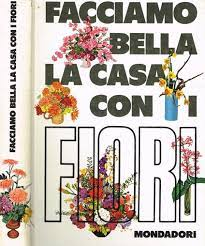 FACCIAMO BELLA LA CASA CON I FIORI
FACCIAMO
BELLA
LA CASA
CON I
FIORI
MONDADORI